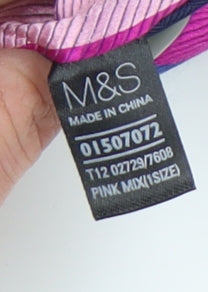 M&S
MADE IN CHINA
01507072
T12 02729/7608
PINK MIX(1SIZE)